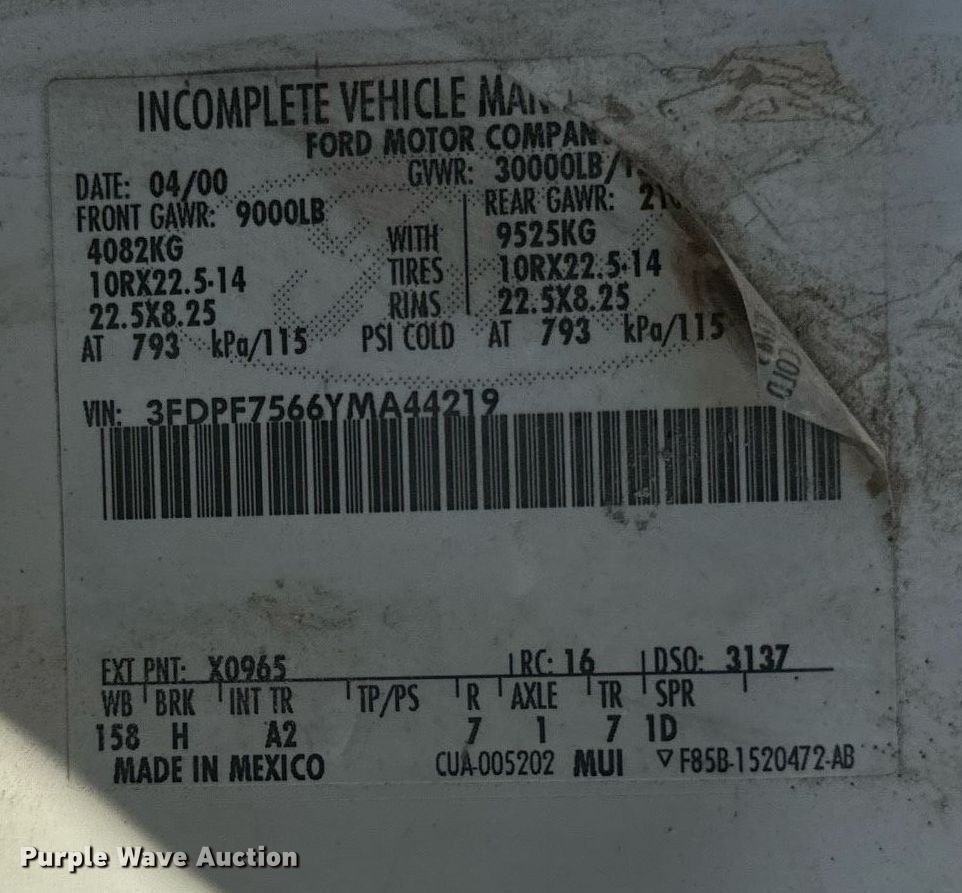 INCOMPLETE VEHICLE
FORD MOTOR COMPAN
DATE: 04/00 GVWR: 30000LB/
FRONT GAWR: 9000LB REAR GAWR: 21
4082KG WITH 9525KG
10RX22.5-14 TIRES 10RX22.5-14
22.5X8.25 RIMS 22.5X8.25
AT 793 kPa/115 PSI COLD AT 793 kPa/115
COLD
VIN: 3FDPF7566YMA44219
EXT PNT: X0965 RC: 16 DSO: 3137
WB BRK INT TR TP/PS R AXLE TR SPR
158 H A2 7 1 7 1D
MADE IN MEXICO CUA-005202 MUI ▽F85B-1520472-AB
Purple Wave Auction